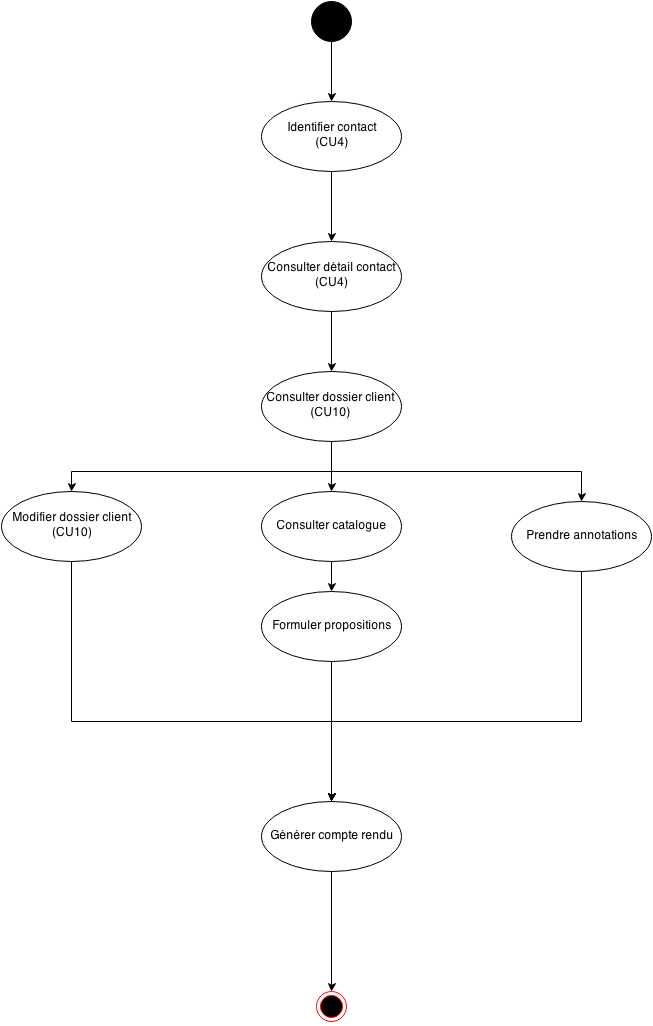 Identifier contact
(CU4)
Consulter détail contact
(CU4)
Consulter dossier client
(CU10)
Modifier dossier client
(CU10)
Consulter catalogue
Prendre annotations
Formuler propositions
Générer compte rendu